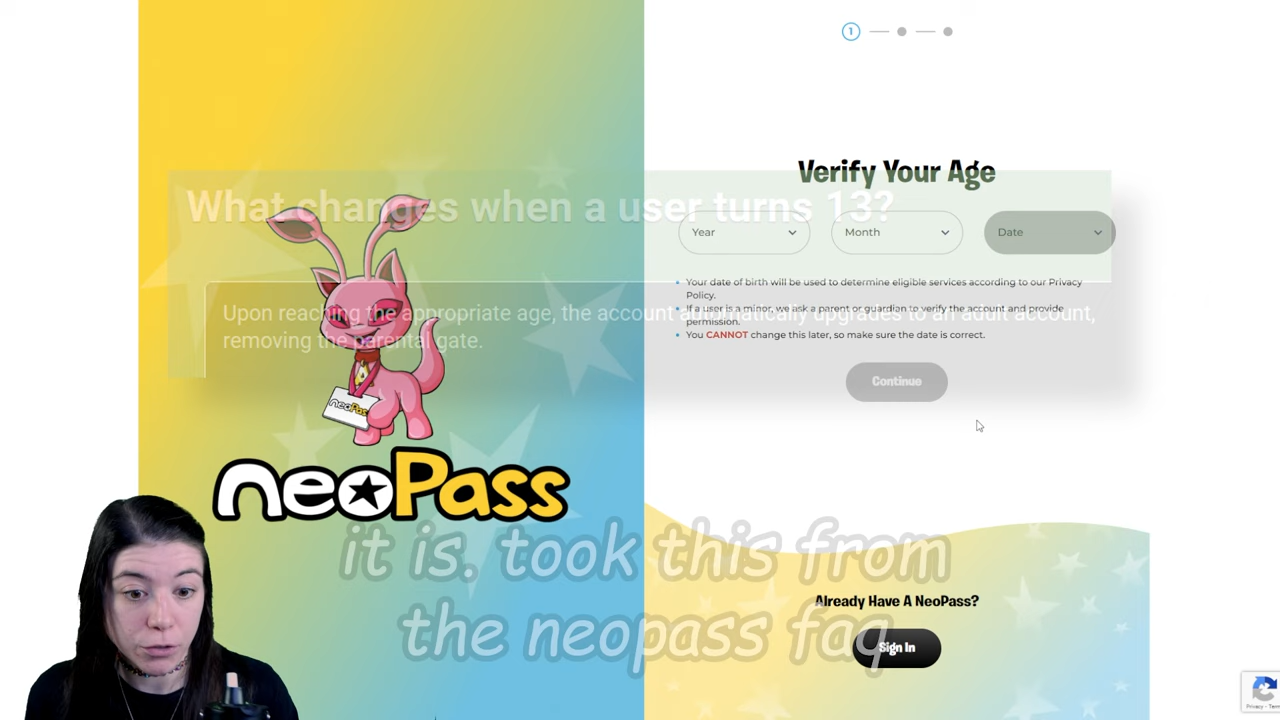 1
Verify Your Age
What changes when a user turns 13?
Year
Month
Date
Your date of birth will be used to determine eligible services according to our Privacy
Policy.
If a user is a minor, we ask a parent or guardian to verify the account and provide
permission.
You CANNOT change this later, so make sure the date is correct.
Upon reaching the appropriate age, the account automatically upgrades to an adult account,
removing the parental gate.
Continue
neoPass
neoPass
it is. took this from
the neopass faq
Already Have A NeoPass?
Sign In
Privacy - Term